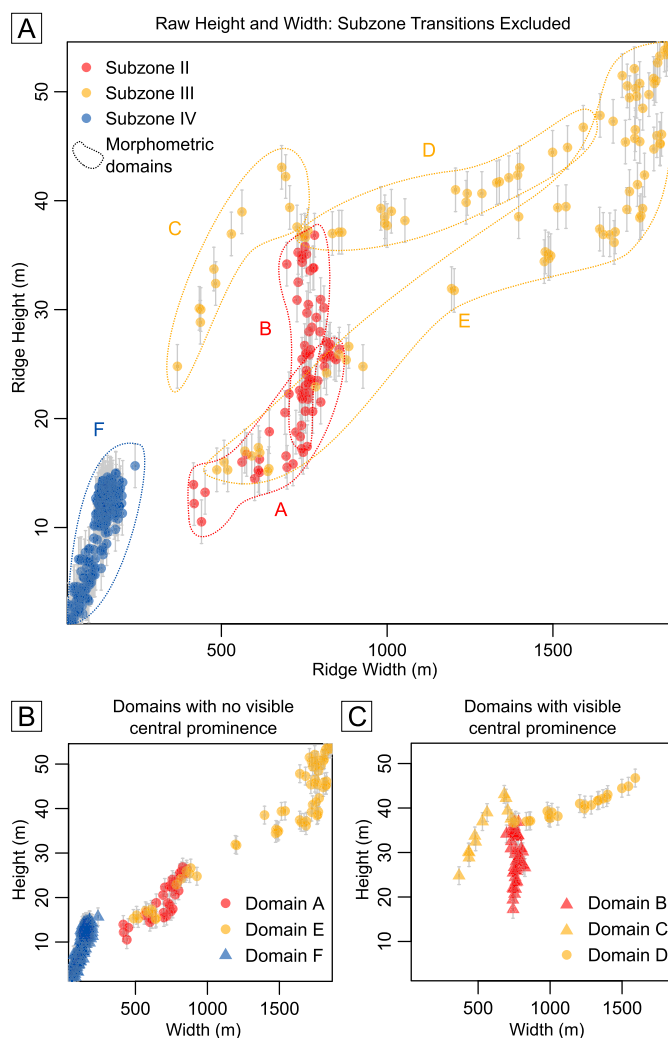 A
Raw Height and Width: Subzone Transitions Excluded
Subzone II
Subzone III
Subzone IV
Morphometric
domains
50
40
30
20
10
Ridge Height (m)
C
D
B
E
F
A
500
1000
1500
Ridge Width (m)
B
Domains with no visible
central prominence
50
40
30
20
10
Height (m)
Domain A
Domain E
Domain F
500
1000
1500
Width (m)
C
Domains with visible
central prominence
50
40
30
20
10
Height (m)
Domain B
Domain C
Domain D
500
1000
1500
Width (m)